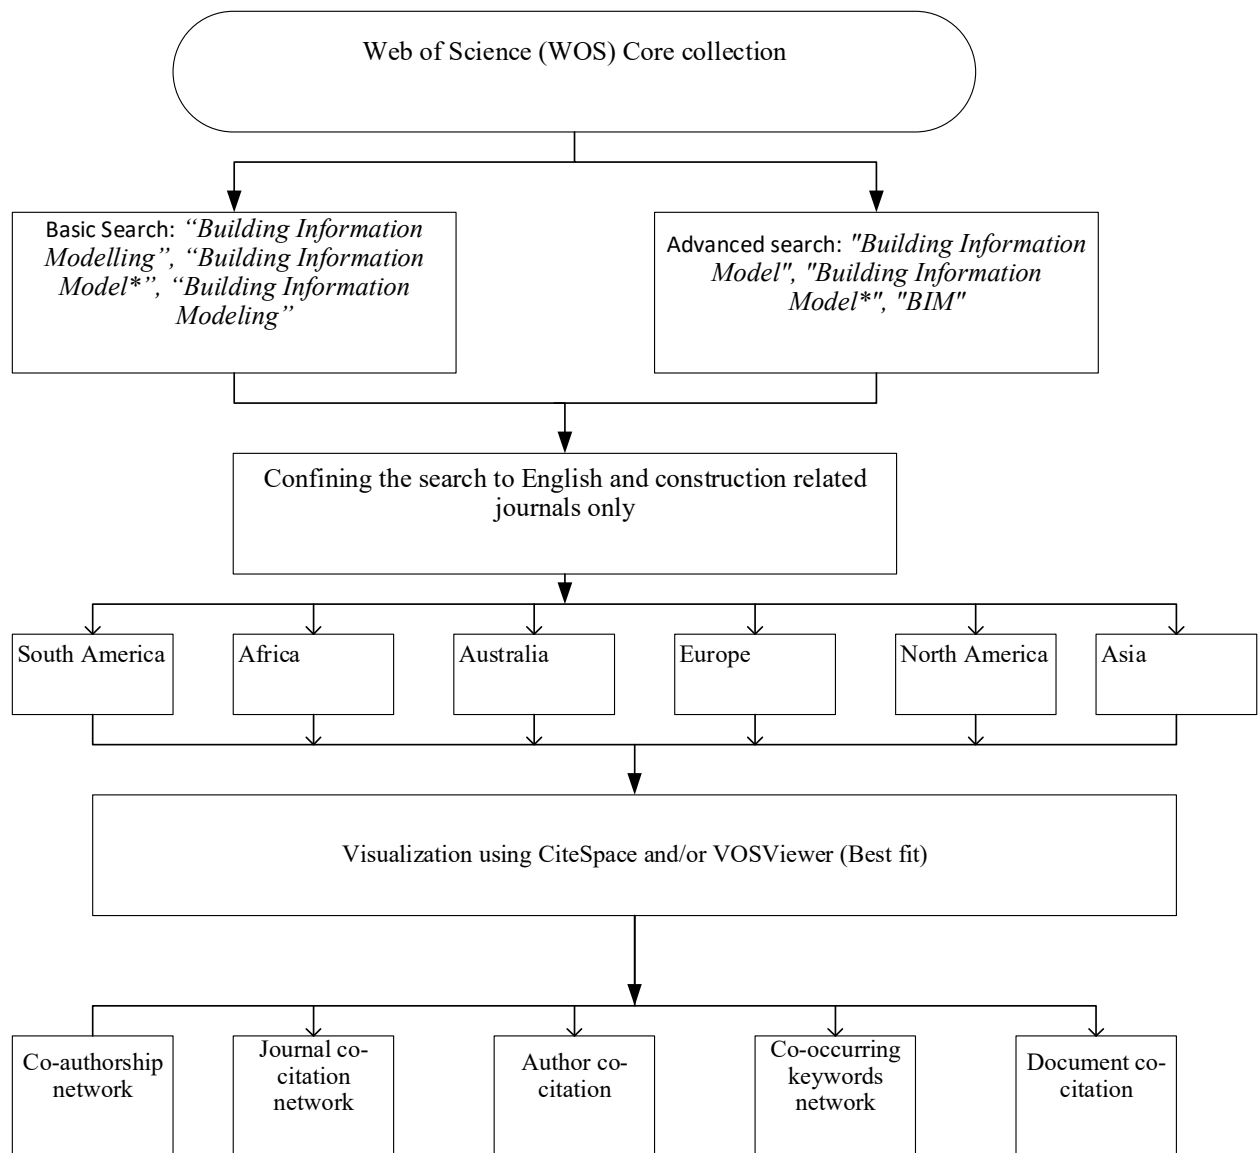 Web of Science (WOS) Core collection
Basic Search: “Building Information
Modelling”, “Building Information
Model*”, “Building Information
Modeling”
Advanced search: "Building Information
Model", "Building Information
Model*", "BIM"
Confining the search to English and construction related
journals only
South America
Africa
Australia
Europe
North America
Asia
Visualization using CiteSpace and/or VOSViewer (Best fit)
Co-authorship
network
Journal co-
citation
network
Author co-
citation
Co-occurring
keywords
network
Document co-
citation